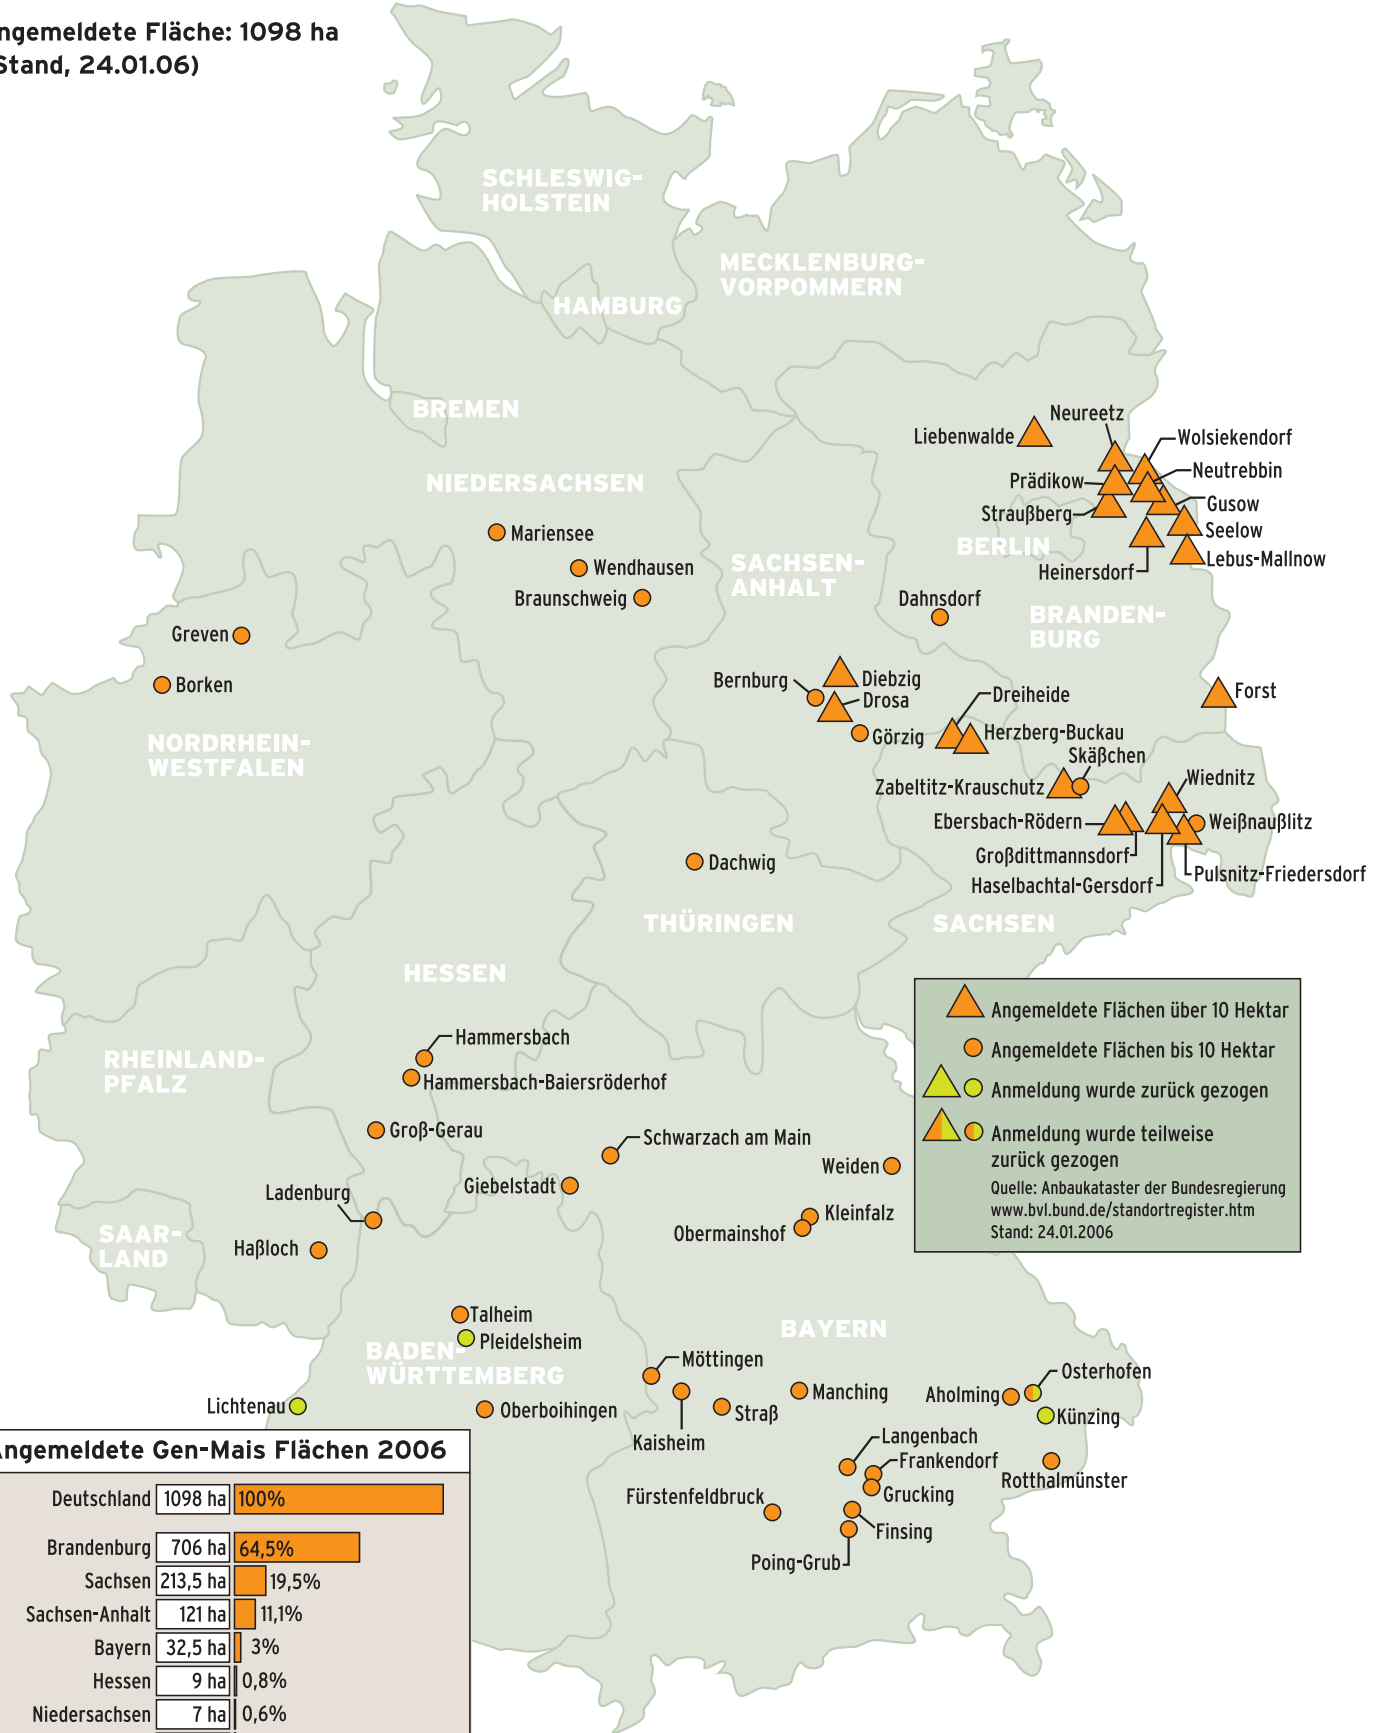 ngemeldete Fläche: 1098 ha
Stand, 24.01.06)
SCHLESWIG-
HOLSTEIN
MECKLENBURG-
VORPOMMERN
HAMBURG
BREMEN
NIEDERSACHSEN
Neureetz
Liebenwalde
Wolsiekendorf
Prädikow
Neutrebbin
Straußberg
Gusow
Seelow
BERLIN
Lebus-Mallnow
Heinersdorf
Mariensee
Wendhausen
Braunschweig
SACHSEN-
ANHALT
Dahnsdorf
BRANDEN-
BURG
Greven
Borken
Bernburg
Diebzig
Drosa
Görzig
Dreiheide
Herzberg-Buckau
Forst
NORDRHEIN-
WESTFALEN
Skäßchen
Zabeltitz-Krauschutz
Wiednitz
Ebersbach-Rödern
Weißnaußlitz
Großdittmannsdorf
Haselbachtal-Gersdorf
Pulsnitz-Friedersdorf
Dachwig
THÜRINGEN
SACHSEN
HESSEN
Angemeldete Flächen über 10 Hektar
Angemeldete Flächen bis 10 Hektar
Anmeldung wurde zurück gezogen
Anmeldung wurde teilweise
zurück gezogen
Quelle: Anbaukataster der Bundesregierung
www.bvl.bund.de/standortregister.htm
Stand: 24.01.2006
RHEINLAND-
PFALZ
Hammersbach
Hammersbach-Baiersröderhof
Groß-Gerau
Schwarzach am Main
Giebelstadt
Weiden
Ladenburg
Kleinfalz
Obermainshof
SAAR-
LAND
Haßloch
Talheim
Pleidelsheim
BADEN-
WÜRTTEMBERG
BAYERN
Lichtenau
Oberboihingen
Möttingen
Kaisheim
Straß
Manching
Aholming
Osterhofen
Künzing
Langenbach
Frankendorf
Rotthalmünster
Grucking
Fürstenfeldbruck
Finsing
Poing-Grub
Angemeldete Gen-Mais Flächen 2006
Deutschland 1098 ha 100%
Brandenburg 706 ha 64,5%
Sachsen 213,5 ha 19,5%
Sachsen-Anhalt 121 ha 11,1%
Bayern 32,5 ha 3%
Hessen 9 ha 0,8%
Niedersachsen 7 ha 0,6%